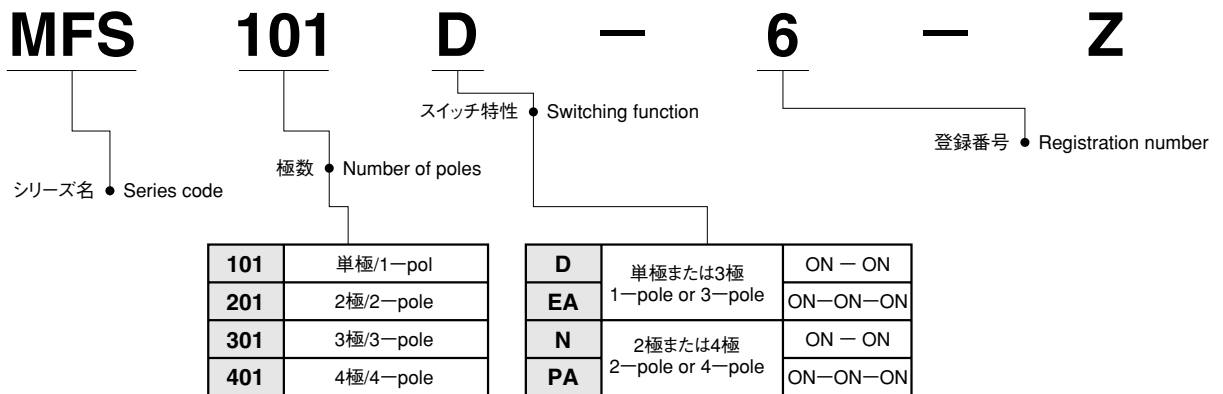 MFS 101 D － 6 － Z
スイッチ特性 ● Switching function
登録番号 ● Registration number
極数 ● Number of poles
シリーズ名 ● Series code
101 単極/1－pol
201 2極/2－pole
301 3極/3－pole
401 4極/4－pole
D 単極または3極 ON － ON
EA 1－pole or 3－pole ON－ON－ON
N 2極または4極 ON － ON
PA 2－pole or 4－pole ON－ON－ON